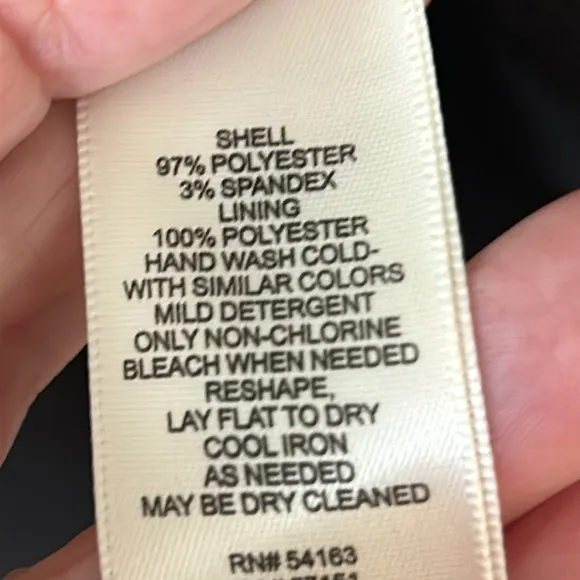 SHELL
97% POLYESTER
3% SPANDEX
LINING
100% POLYESTER
HAND WASH COLD-
WITH SIMILAR COLORS
MILD DETERGENT
ONLY NON-CHLORINE
BLEACH WHEN NEEDED
RESHAPE,
LAY FLAT TO DRY
COOL IRON
AS NEEDED
MAY BE DRY CLEANED
RN# 54163